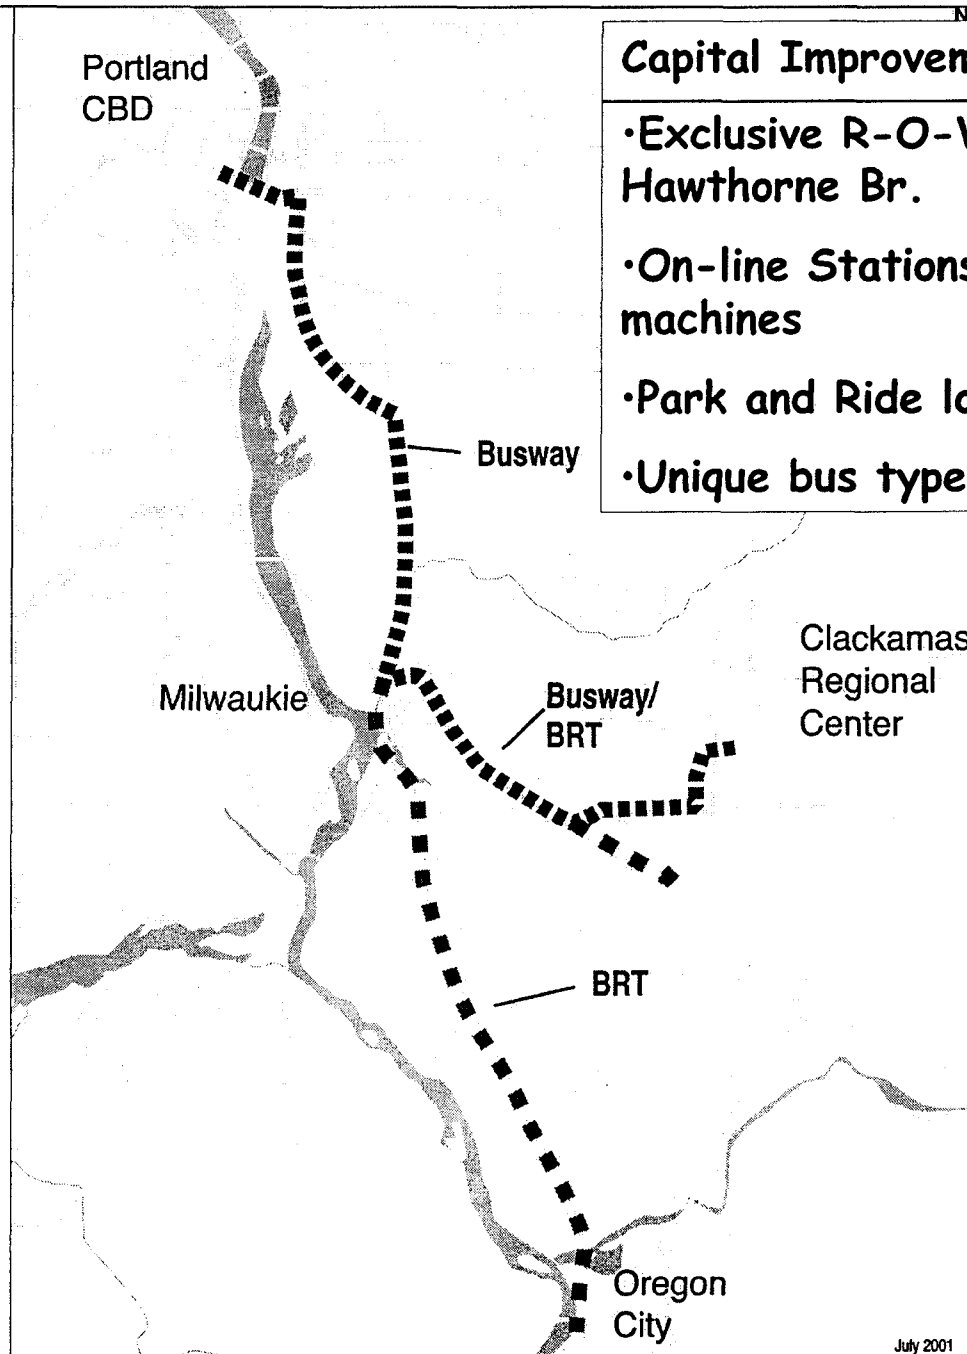 N
Portland
CBD
Capital Improvem
•Exclusive R-O-W
Hawthorne Br.
•On-line Stations
machines
•Park and Ride lo
•Unique bus type
Busway
Clackamas
Regional
Center
Milwaukie
Busway/
BRT
BRT
Oregon
City
July 2001